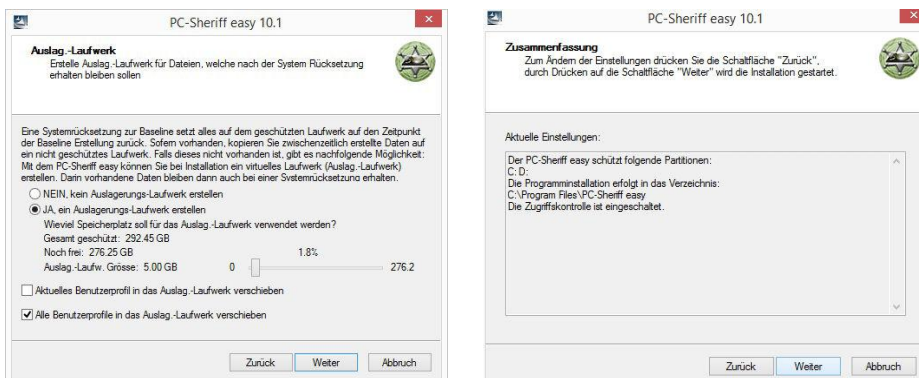 PC-Sheriff easy 10.1
Auslag.-Laufwerk
Erstelle Auslag.-Laufwerk für Dateien, welche nach der System Rücksetzung
erhalten bleiben sollen
Eine Systemrücksetzung zur Baseline setzt alles auf dem geschützten Laufwerk auf den Zeitpunkt
der Baseline Erstellung zurück. Sofern vorhanden, kopieren Sie zwischenzeitlich erstellte Daten auf
ein nicht geschütztes Laufwerk. Falls dieses nicht vorhanden ist, gibt es nachfolgende Möglichkeit:
Mit dem PC-Sheriff easy können Sie bei Installation ein virtuelles Laufwerk (Auslag.-Laufwerk)
erstellen. Darin vorhandene Daten bleiben dann auch bei einer Systemrücksetzung erhalten.
NEIN, kein Auslagerungs-Laufwerk erstellen
JA, ein Auslagerungs-Laufwerk erstellen
Wieviel Speicherplatz soll für das Auslag.-Laufwerk verwendet werden?
Gesamt geschützt: 292.45 GB
Noch frei: 276.25 GB 1.8%
Auslag.-Laufw. Grösse: 5.00 GB 0 276.2
Aktuelles Benutzerprofil in das Auslag.-Laufwerk verschieben
Alle Benutzerprofile in das Auslag.-Laufwerk verschieben
Zurück Weiter Abbruch
PC-Sheriff easy 10.1
Zusammenfassung
Zum Ändern der Einstellungen drücken Sie die Schaltfläche "Zurück",
durch Drücken auf die Schaltfläche "Weiter" wird die Installation gestartet.
Aktuelle Einstellungen:
Der PC-Sheriff easy schützt folgende Partitionen:
C: D:
Die Programminstallation erfolgt in das Verzeichnis:
C:\Program Files\PC-Sheriff easy
Die Zugriffskontrolle ist eingeschaltet.
Zurück Weiter Abbruch